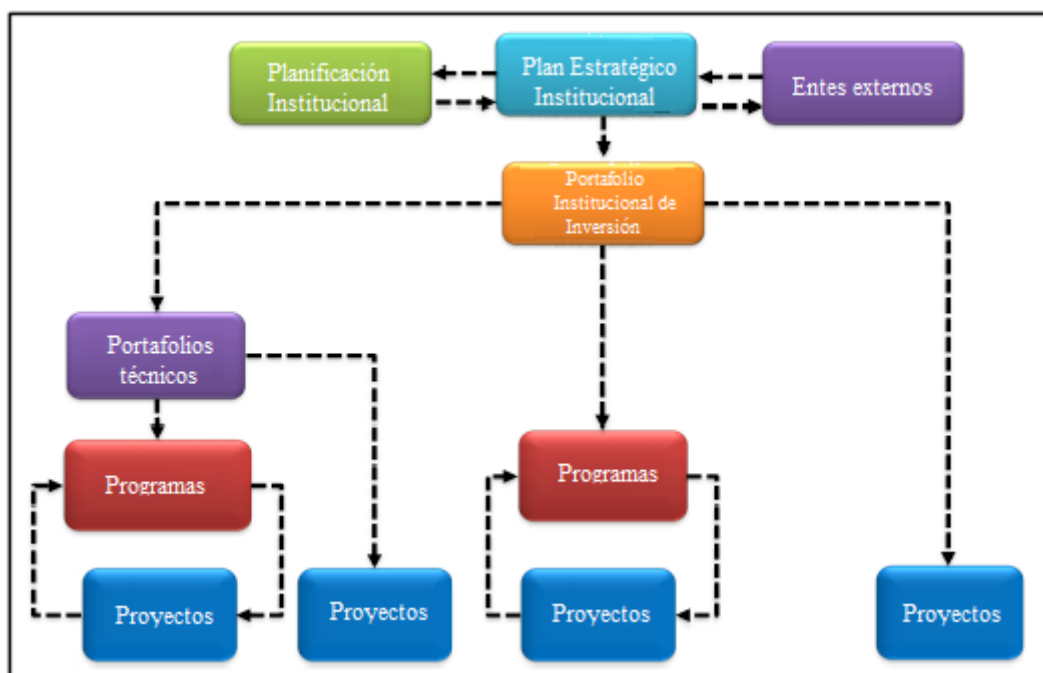 Planificación
Institucional
Plan Estratégico
Institucional
Entes externos
Portafolio
Institucional de
Inversión
Portafolios
técnicos
Programas
Programas
Proyectos
Proyectos
Proyectos
Proyectos